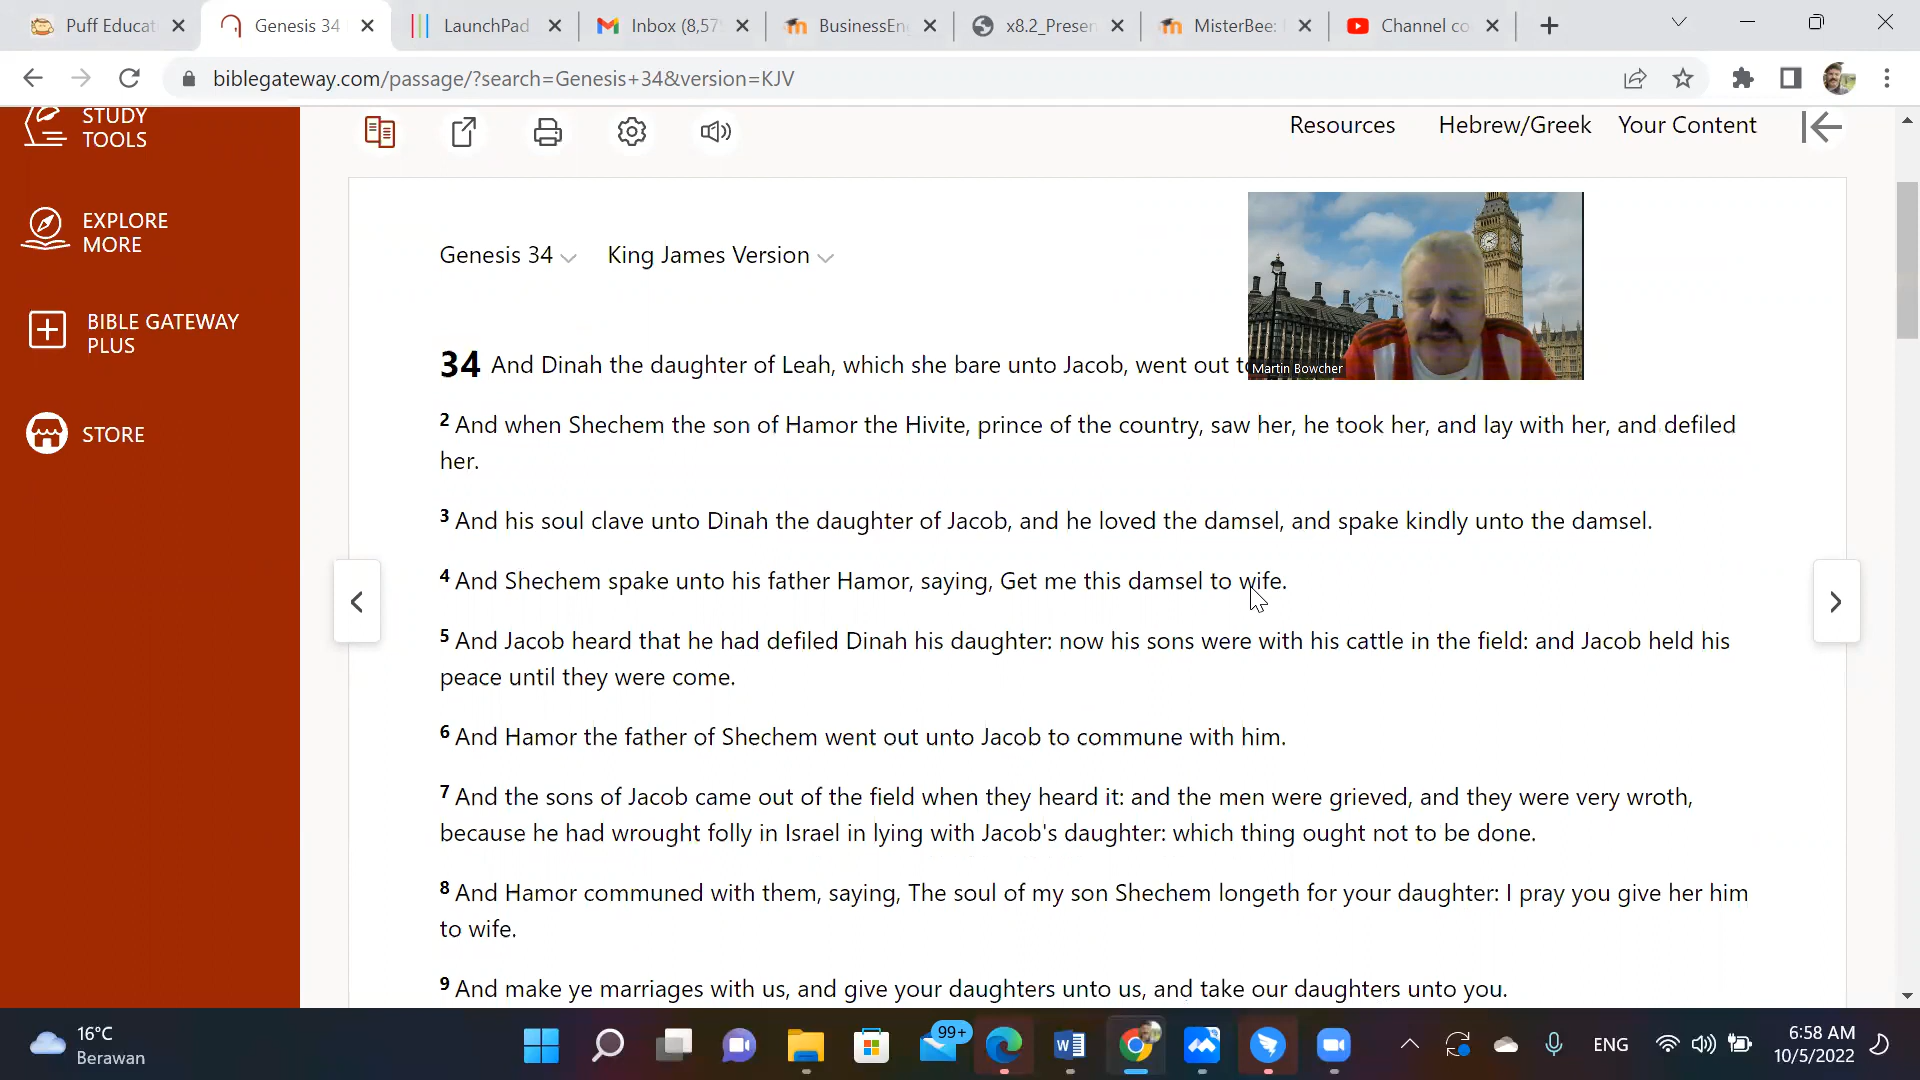 Puff Educat
Genesis 34
LaunchPad
Inbox (8,57
BusinessEn
x8.2_Presen
MisterBee:
Channel co
biblegateway.com/passage/?search=Genesis+34&version=KJV
STUDY
TOOLS
EXPLORE
MORE
BIBLE GATEWAY
PLUS
STORE
Resources
Hebrew/Greek
Your Content
Genesis 34
King James Version
34 And Dinah the daughter of Leah, which she bare unto Jacob, went out
Martin Bowcher
2 And when Shechem the son of Hamor the Hivite, prince of the country, saw her, he took her, and lay with her, and defiled
her.
3 And his soul clave unto Dinah the daughter of Jacob, and he loved the damsel, and spake kindly unto the damsel.
4 And Shechem spake unto his father Hamor, saying, Get me this damsel to wife.
5 And Jacob heard that he had defiled Dinah his daughter: now his sons were with his cattle in the field: and Jacob held his
peace until they were come.
6 And Hamor the father of Shechem went out unto Jacob to commune with him.
7 And the sons of Jacob came out of the field when they heard it: and the men were grieved, and they were very wroth,
because he had wrought folly in Israel in lying with Jacob's daughter: which thing ought not to be done.
8 And Hamor communed with them, saying, The soul of my son Shechem longeth for your daughter: I pray you give her him
to wife.
9 And make ye marriages with us, and give your daughters unto us, and take our daughters unto you.
16°C
Berawan
99+
ENG
6:58 AM
10/5/2022